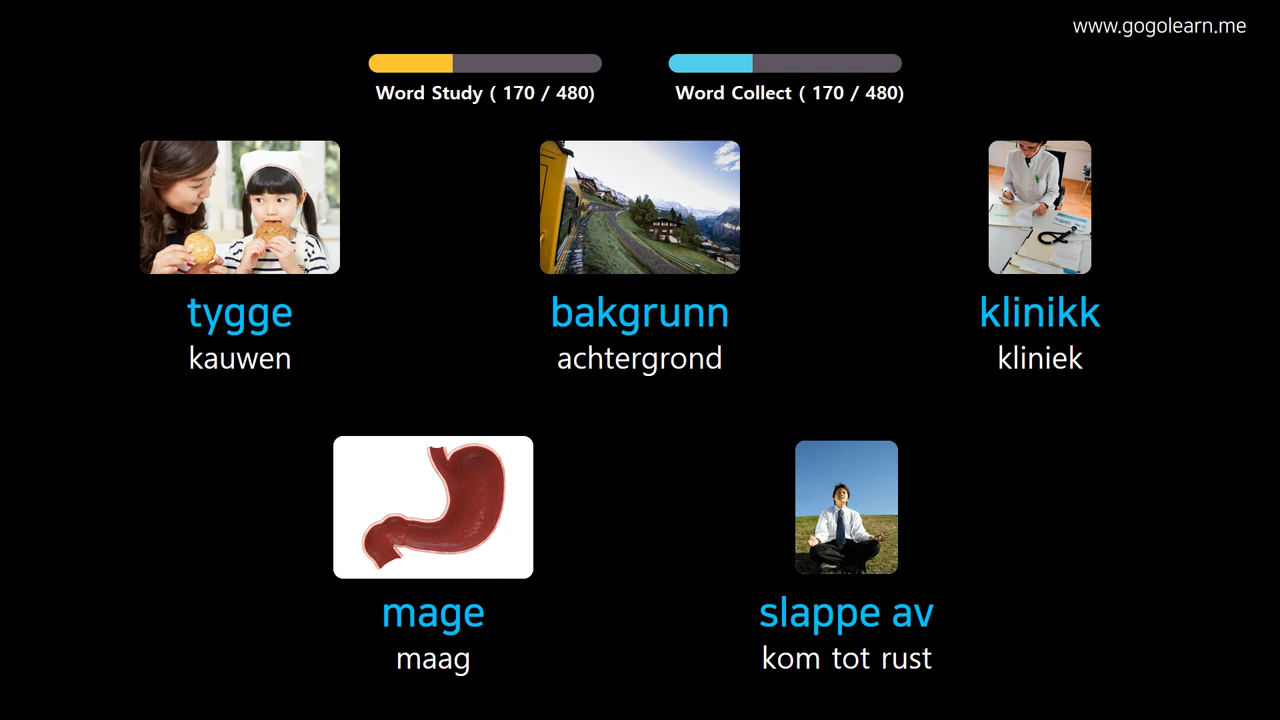 www.gogolearn.me
Word Study ( 170 / 480)
Word Collect ( 170 / 480)
tygge
kauwen
bakgrunn
achtergrond
klinikk
kliniek
mage
maag
slappe av
kom tot rust